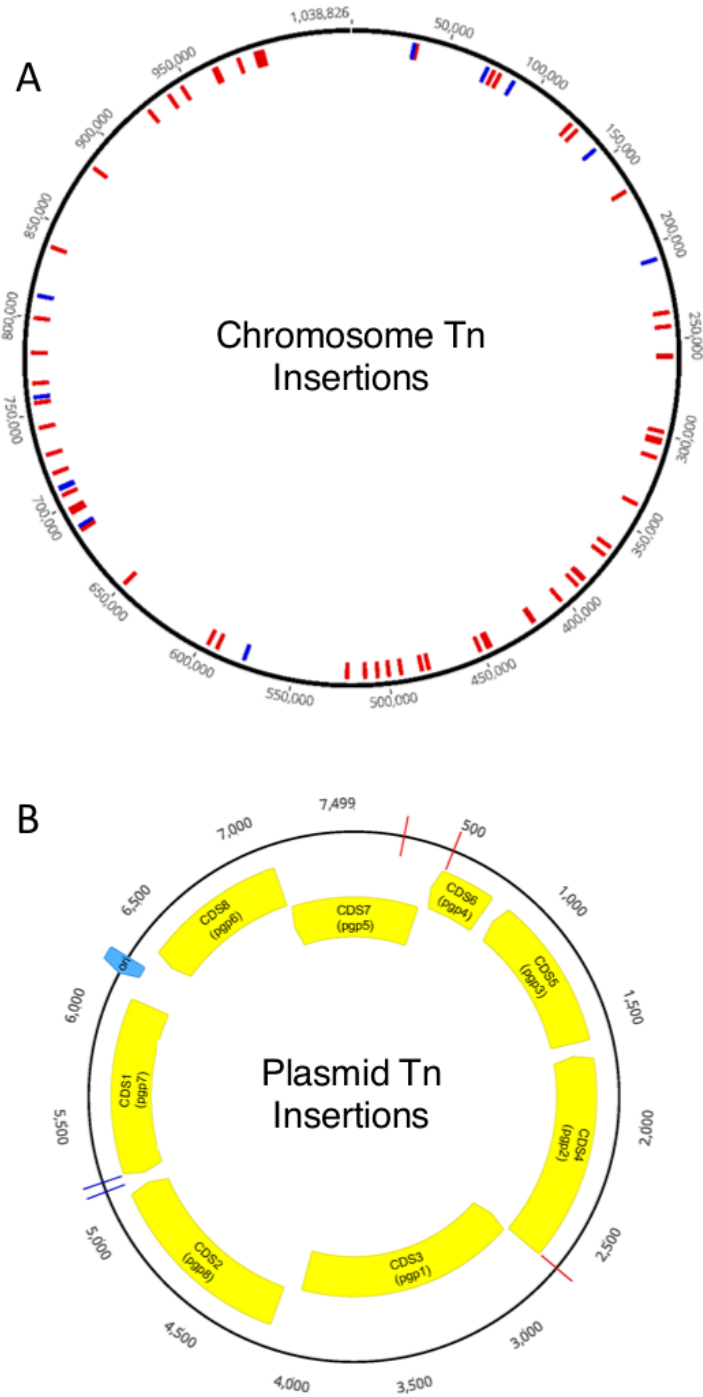 A
1,038,826
50,000
100,000
150,000
200,000
250,000
300,000
350,000
400,000
450,000
500,000
550,000
600,000
650,000
700,000
750,000
800,000
850,000
900,000
950,000
Chromosome Tn
Insertions
B
7,499
500
1,000
1,500
2,000
2,500
3,000
3,500
4,000
4,500
5,000
5,500
6,000
6,500
7,000
CDS6
(pgp4)
CDS5
(pgp3)
CDS4
(pgp2)
CDS3
(pgp1)
CDS2
(pgp8)
CDS1
(pgp7)
ori
CDS8
(pgp6)
CDS7
(pgp5)
Plasmid Tn
Insertions